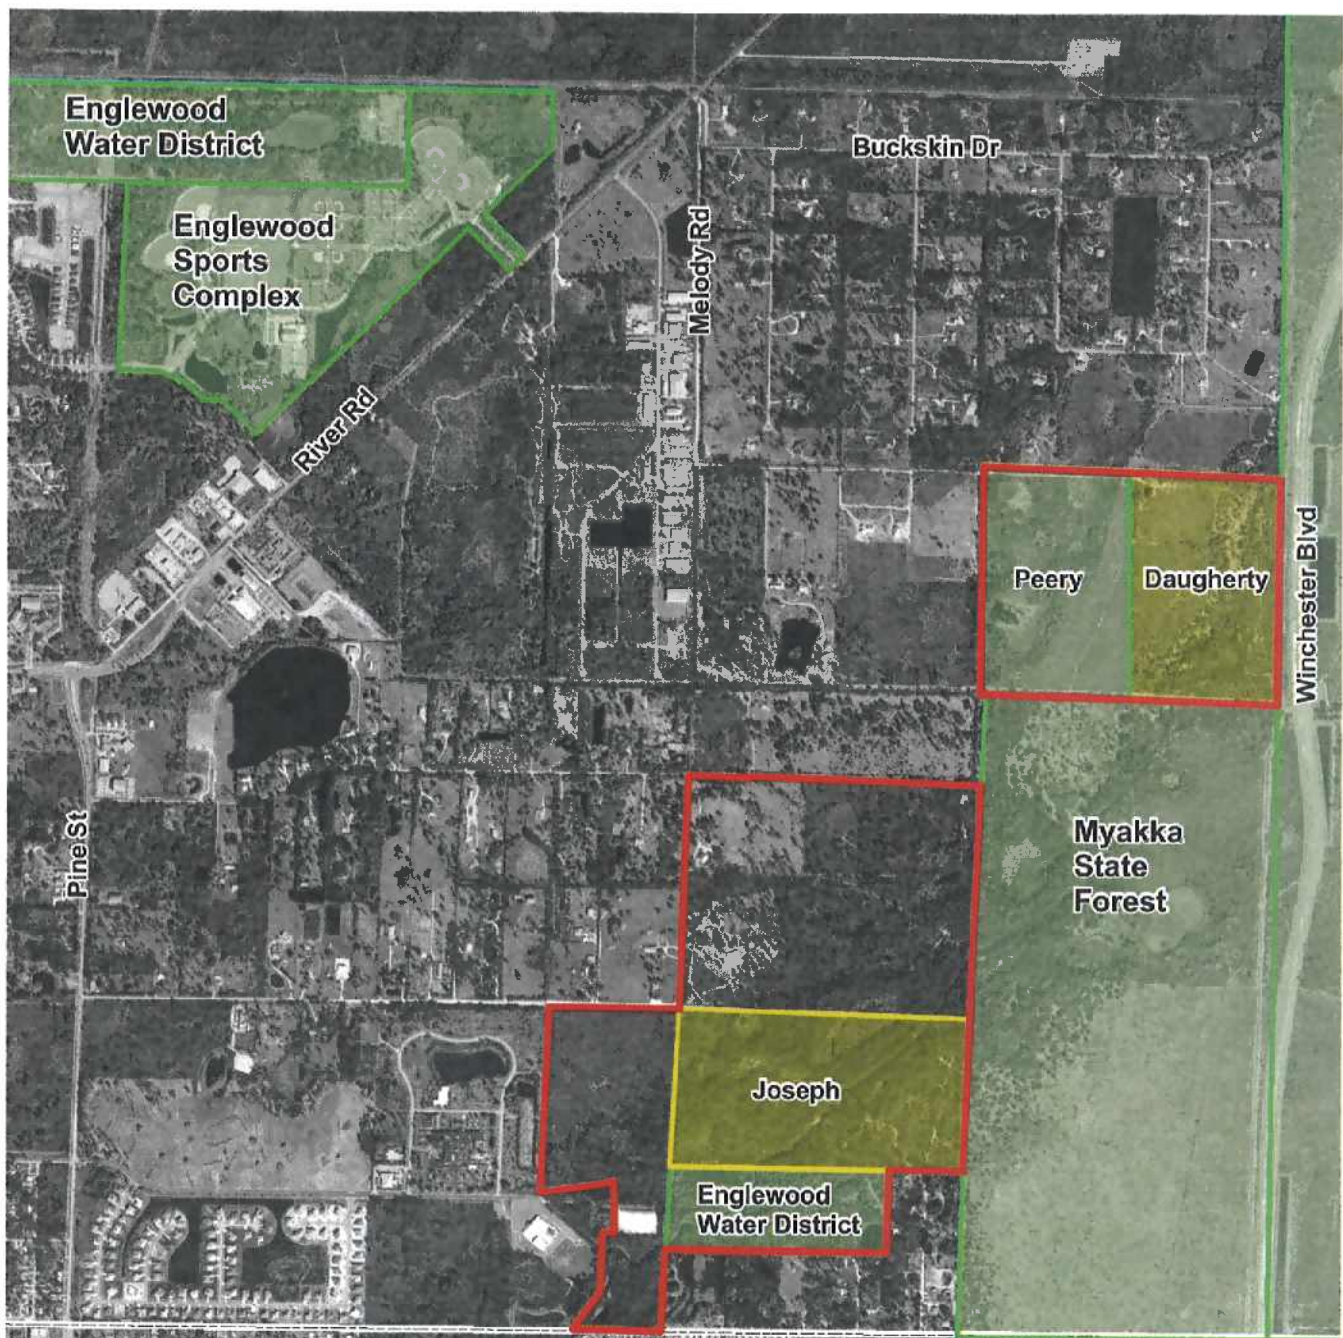 Englewood
Water District
Buckskin Dr
Englewood
Sports
Complex
Melody Rd
River Rd
Peery
Daugherty
Winchester Blvd
Pine St
Myakka
State
Forest
Joseph
Englewood
Water District